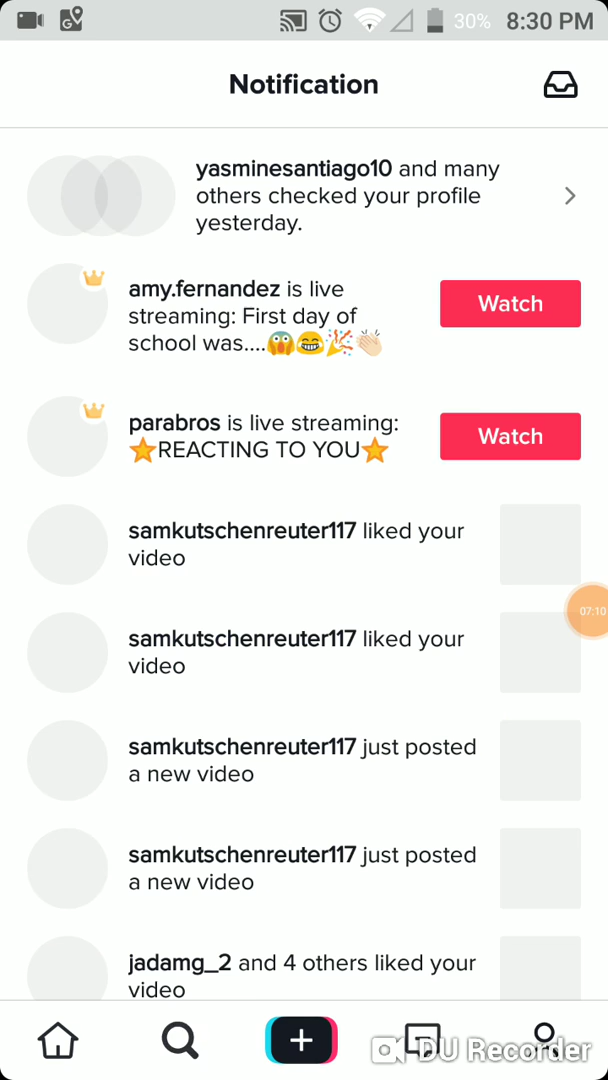 30% 8:30 PM
Notification
yasminesantiago10 and many
others checked your profile
yesterday.
amy.fernandez is live
streaming: First day of
school was....😱😂🎉👏🏻
Watch
parabros is live streaming:
⭐REACTING TO YOU⭐
Watch
samkutschenreuter117 liked your
video
07:10
samkutschenreuter117 liked your
video
samkutschenreuter117 just posted
a new video
samkutschenreuter117 just posted
a new video
jadamg_2 and 4 others liked your
video
DU Recorder